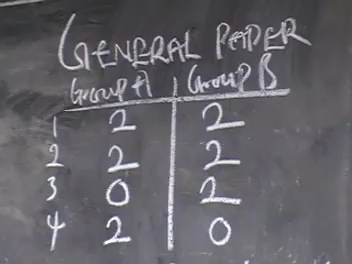 GENERAL PAPER
Group A Group B
1 2 2
2 2 2
3 0 2
4 2 0